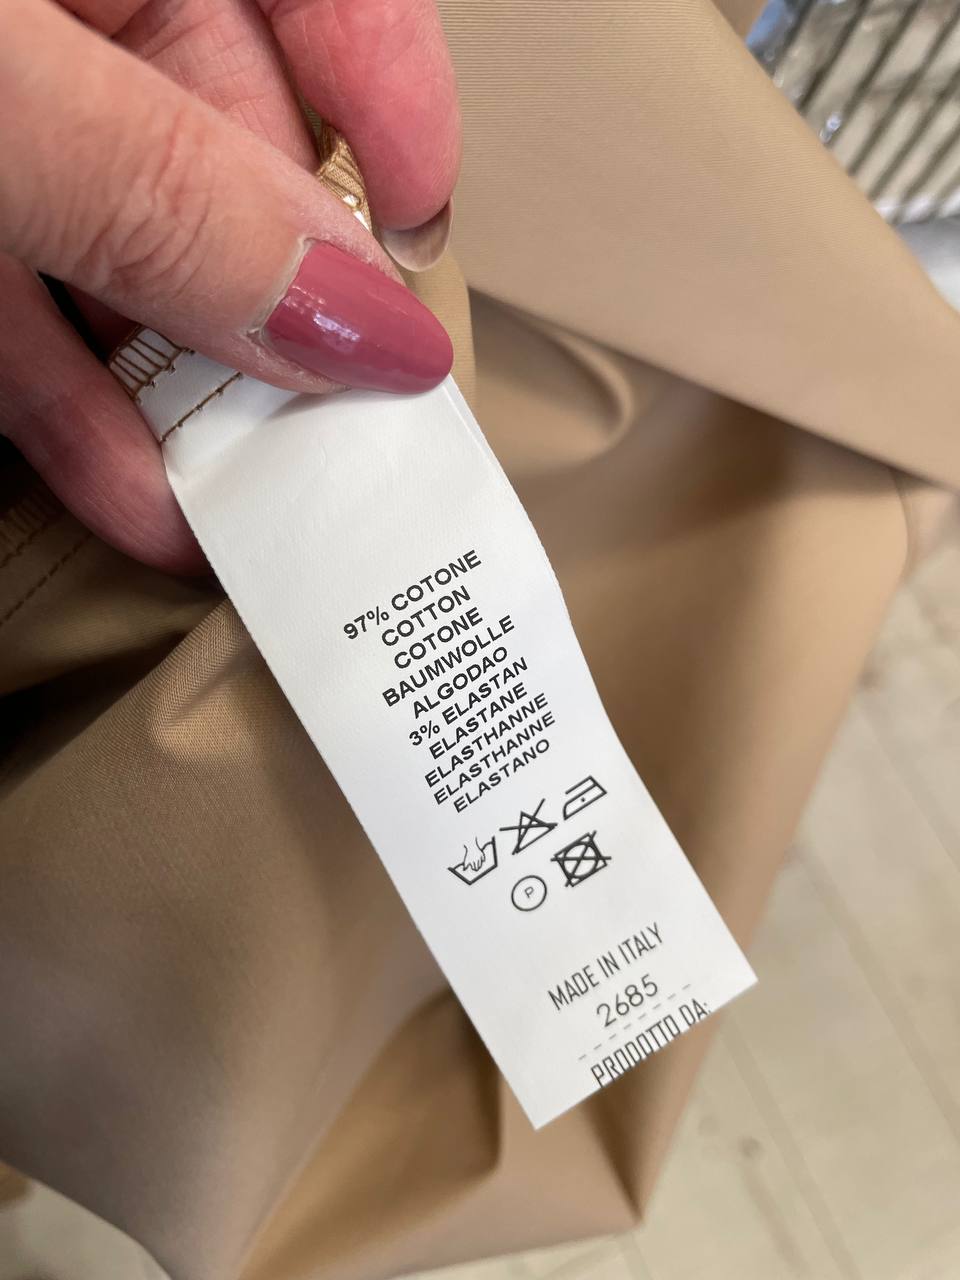 97% COTONE
COTTON
COTONE
BAUMWOLLE
ALGODAO
3% ELASTAN
ELASTANE
ELASTHANNE
ELASTHANNE
ELASTANO
P
MADE IN ITALY
2685
PRODOTTO DA: